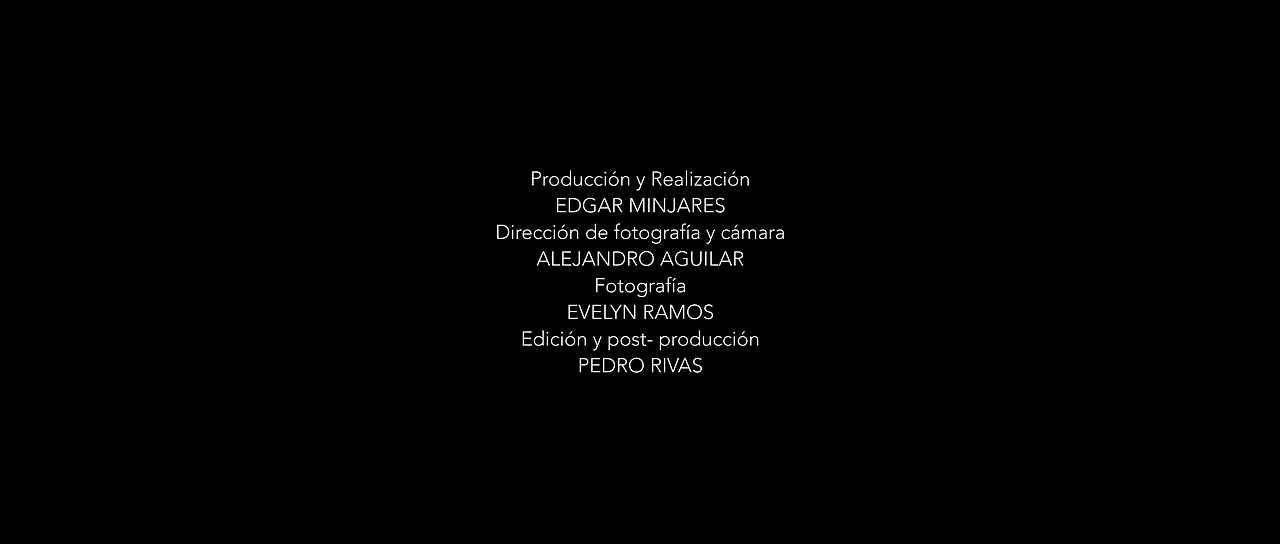 Producción y Realización
EDGAR MINJARES
Dirección de fotografía y cámara
ALEJANDRO AGUILAR
Fotografía
EVELYN RAMOS
Edición y post- producción
PEDRO RIVAS